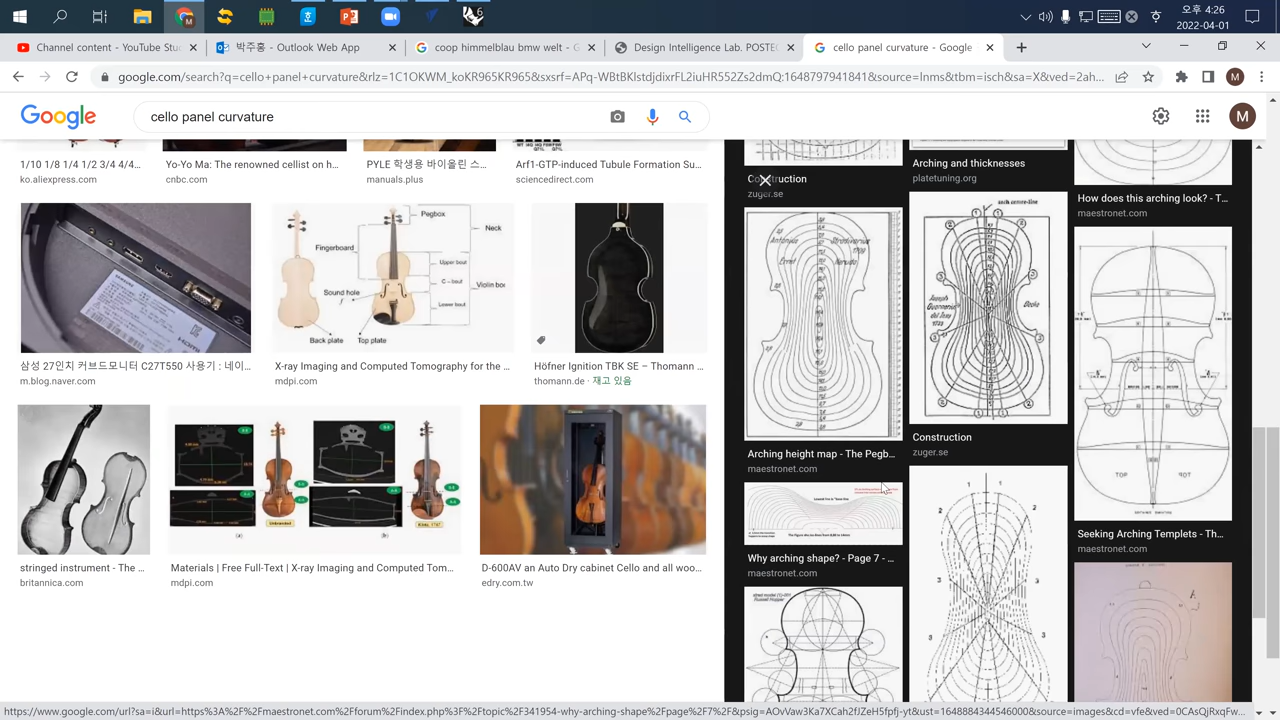 오후 4:26
2022-04-01
Channel content - YouTube Stu
박주홍 - Outlook Web App
coop himmelblau bmw welt - G
Design Intelligence Lab. POSTEC
cello panel curvature - Google
google.com/search?q=cello+panel+curvature&rlz=1C1OKWM_koKR965KR965&sxsrf=APq-WBtBKIstdjdixrFL2iuHR552Zs2dmQ:1648797941841&source=lnms&tbm=isch&sa=X&ved=2ah...
M
Google
cello panel curvature
M
1/10 1/8 1/4 1/2 3/4 4/4...
ko.aliexpress.com
Yo-Yo Ma: The renowned cellist on h...
cnbc.com
PYLE 학생용 바이올린 스...
manuals.plus
Arf1-GTP-induced Tubule Formation Su...
sciencedirect.com
Pegbox
Neck
Fingerboard
Upper bout
C - bout
Violin box
Sound hole
Lower bout
Back plate
Top plate
삼성 27인치 커브드모니터 C27T550 사용기 : 네이...
m.blog.naver.com
X-ray Imaging and Computed Tomography for the ...
mdpi.com
Höfner Ignition TBK SE – Thomann ...
thomann.de · 재고 있음
stringed instrument - The ...
britannica.com
Materials | Free Full-Text | X-ray Imaging and Computed Tom...
mdpi.com
D-600AV an Auto Dry cabinet Cello and all woo...
edry.com.tw
Construction
zuger.se
Arching and thicknesses
platetuning.org
How does this arching look? - T...
maestronet.com
Arching height map - The Pegb...
maestronet.com
Construction
zuger.se
TOP
Seeking Arching Templets - Th...
maestronet.com
Why arching shape? - Page 7 - ...
maestronet.com
https://www.google.com/url?sa=i&url=https%3A%2F%2Fmaestronet.com%2Fforum%2Findex.php%3F%2Ftopic%2F341954-why-arching-shape%2Fpage%2F7%2F&psig=AOvVaw3Ka7XCah2fJZeH5fpfj-yt&ust=1648884344546000&source=images&cd=vfe&ved=0CAsQjRxqFw...